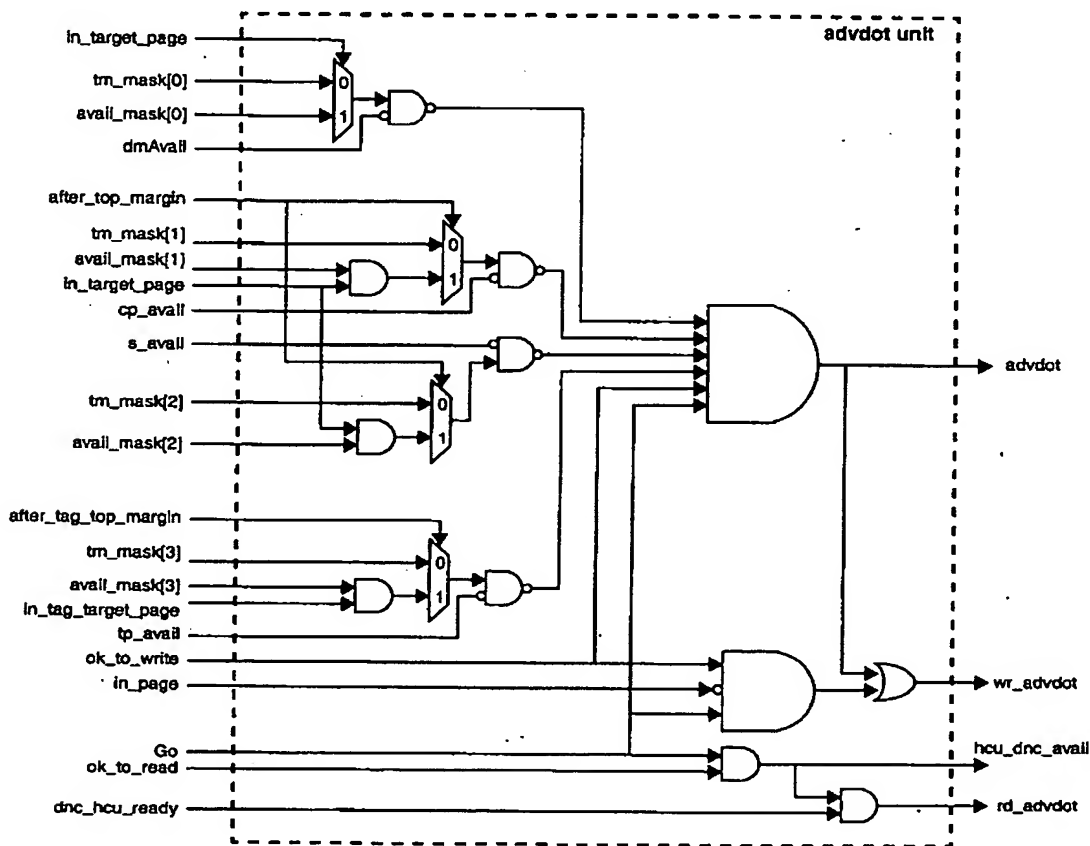 advdot unit
in_target_page
tm_mask[0]
0
avail_mask[0]
1
dmAvail
after_top_margin
tm_mask[1]
0
avail_mask[1]
in_target_page
1
cp_avail
s_avail
tm_mask[2]
0
1
avail_mask[2]
advdot
after_tag_top_margin
tm_mask[3]
0
avail_mask[3]
1
in_tag_target_page
tp_avail
ok_to_write
in_page
wr_advdot
Go
hcu_dnc_avail
ok_to_read
dnc_hcu_ready
rd_advdot